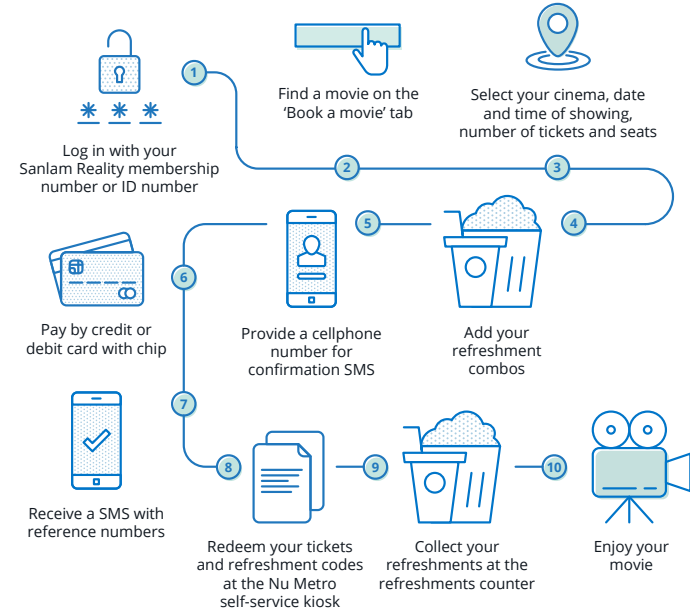 1
Log in with your
Sanlam Reality membership
number or ID number
2
Find a movie on the
‘Book a movie’ tab
3
Select your cinema, date
and time of showing,
number of tickets and seats
4
Add your
refreshment
combos
5
Provide a cellphone
number for
confirmation SMS
6
Pay by credit or
debit card with chip
7
Receive a SMS with
reference numbers
8
Redeem your tickets
and refreshment codes
at the Nu Metro
self-service kiosk
9
Collect your
refreshments at the
refreshments counter
10
Enjoy your
movie